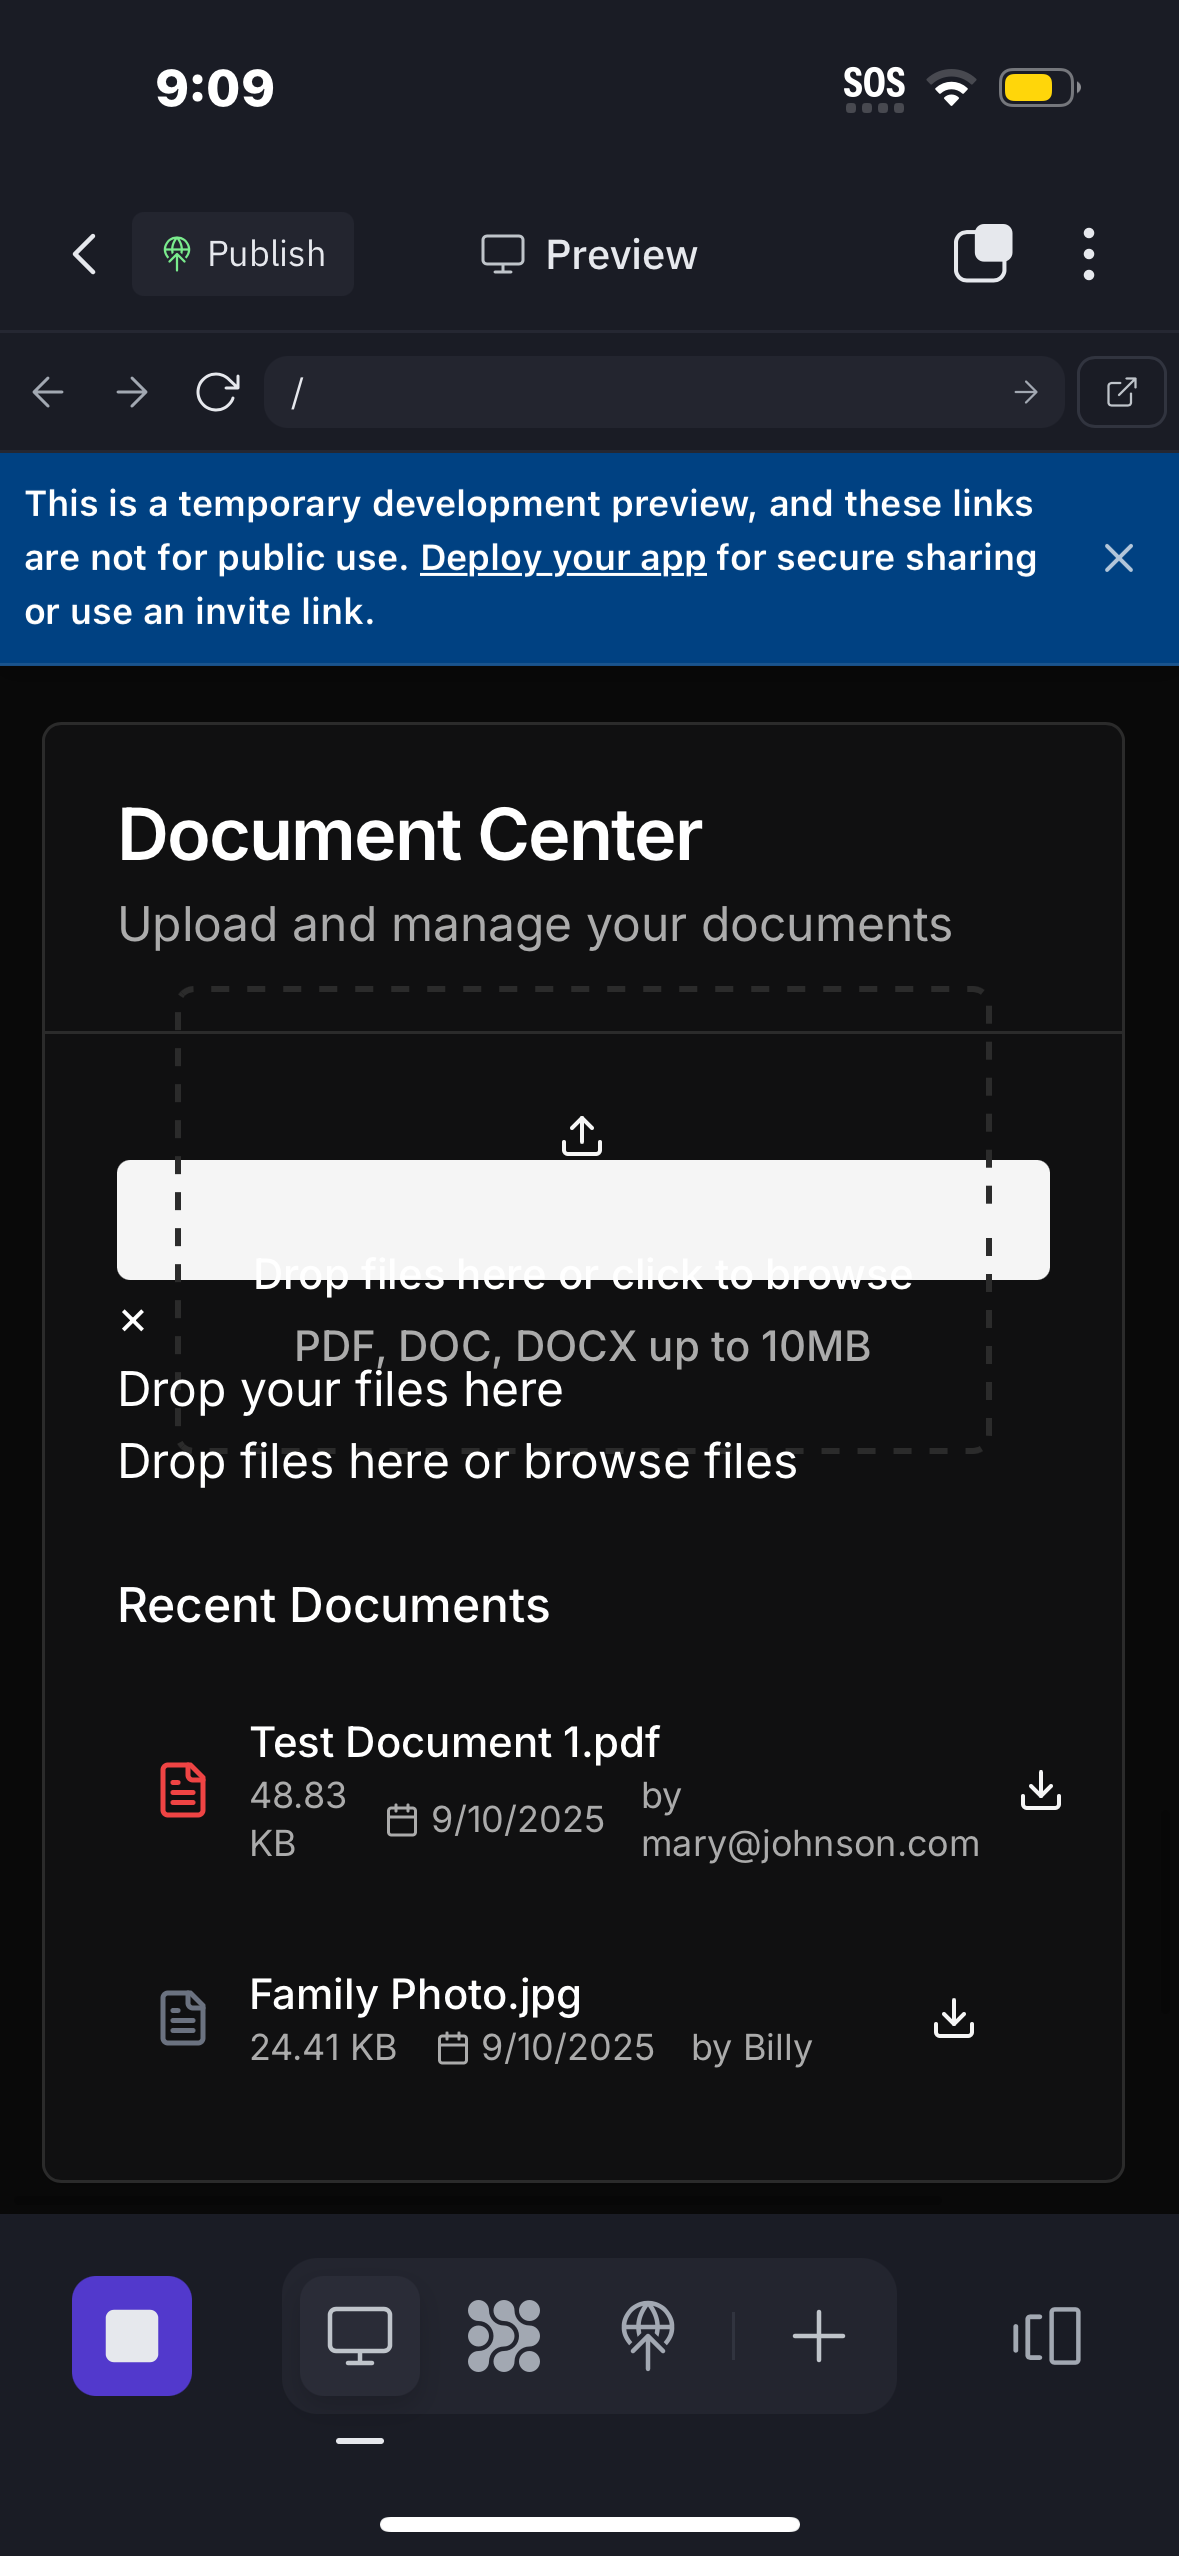 9:09
SOS
Publish
Preview
/
This is a temporary development preview, and these links
are not for public use. Deploy your app for secure sharing
or use an invite link.
Document Center
Upload and manage your documents
Drop files here or click to browse
PDF, DOC, DOCX up to 10MB
Drop your files here
Drop files here or browse files
Recent Documents
Test Document 1.pdf
48.83 KB 9/10/2025 by mary@johnson.com
Family Photo.jpg
24.41 KB 9/10/2025 by Billy